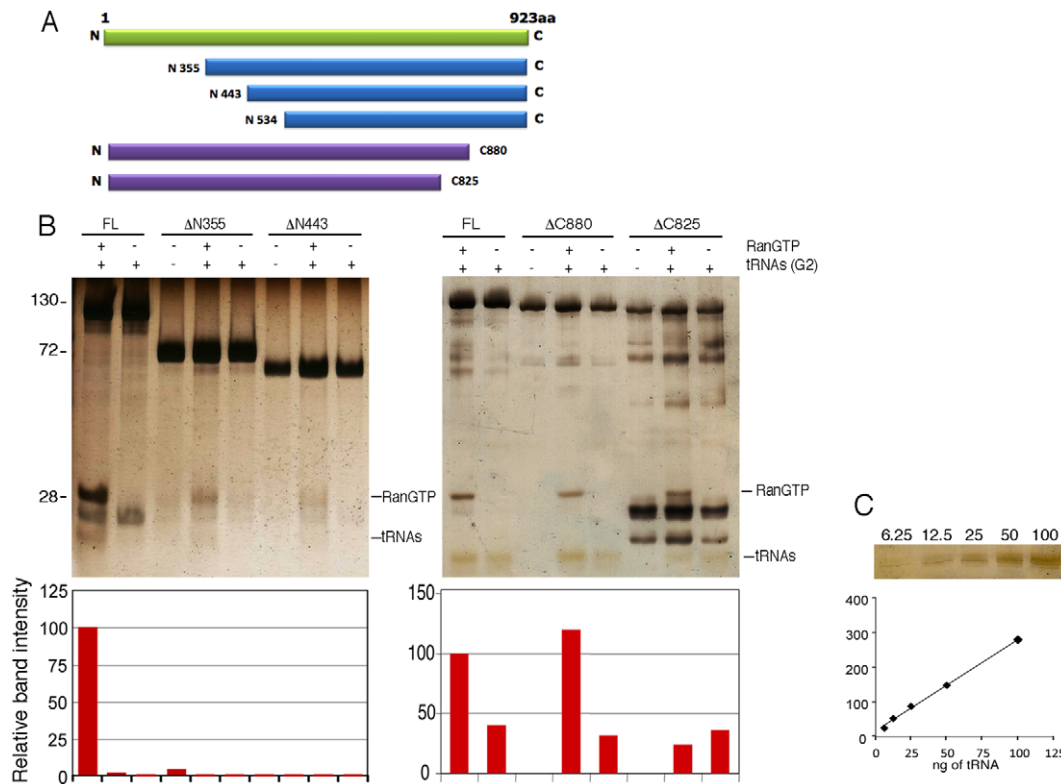 A
1 923aa
N C
N 355 C
N 443 C
N 534 C
N C880
N C825
B
FL ΔN355 ΔN443
+ - - + - - + -
+ + - + + - + +
130-
72-
28-
-RanGTP
-tRNAs
FL ΔC880 ΔC825
+ - - + - - + - RanGTP
+ + - + + - + + tRNAs (G2)
-RanGTP
-tRNAs
Relative band intensity
125
100
75
50
25
0
150
100
50
0
C
6.25 12.5 25 50 100
400
300
200
100
0
0 25 50 75 100 125
ng of tRNA